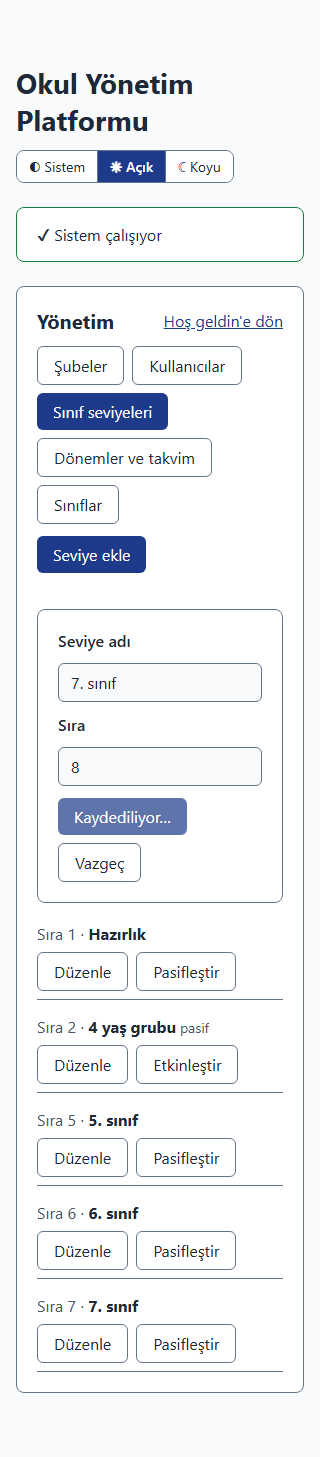 Okul Yönetim
Platformu
◐ Sistem
☀ Açık
☾ Koyu
✓ Sistem çalışıyor
Yönetim
Hoş geldin'e dön
Şubeler
Kullanıcılar
Sınıf seviyeleri
Dönemler ve takvim
Sınıflar
Seviye ekle
Seviye adı
7. sınıf
Sıra
8
Kaydediliyor...
Vazgeç
Sıra 1 · Hazırlık
Düzenle
Pasifleştir
Sıra 2 · 4 yaş grubu pasif
Düzenle
Etkinleştir
Sıra 5 · 5. sınıf
Düzenle
Pasifleştir
Sıra 6 · 6. sınıf
Düzenle
Pasifleştir
Sıra 7 · 7. sınıf
Düzenle
Pasifleştir